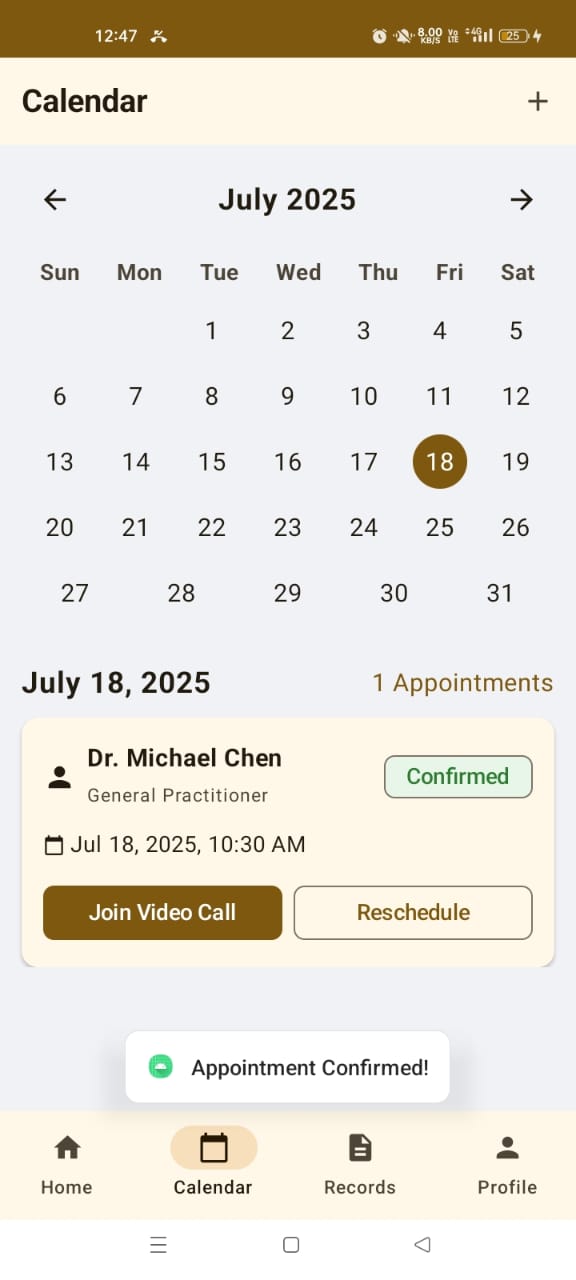 12:47 8.00 KB/S Vo LTE 4G 25
Calendar
July 2025
Sun Mon Tue Wed Thu Fri Sat
1 2 3 4 5
6 7 8 9 10 11 12
13 14 15 16 17 18 19
20 21 22 23 24 25 26
27 28 29 30 31
July 18, 2025 1 Appointments
Dr. Michael Chen
General Practitioner
Confirmed
Jul 18, 2025, 10:30 AM
Join Video Call Reschedule
Appointment Confirmed!
Home Calendar Records Profile